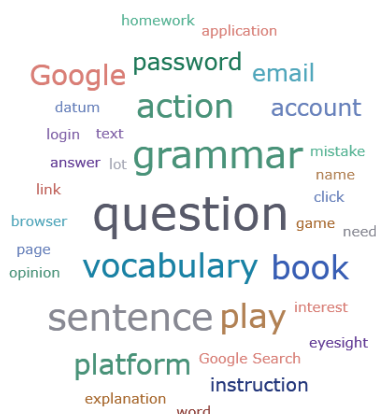 homework
application
password
Google
email
action
datum
account
login text
grammar
mistake
answer lot
name
link
question
click
browser
game
need
page
vocabulary
book
opinion
sentence
play
interest
eyesight
platform
Google Search
instruction
explanation
word